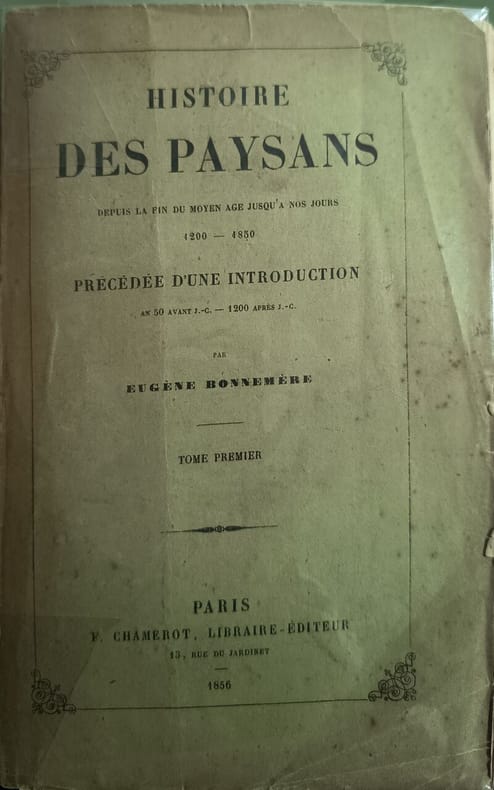 HISTOIRE
DES PAYSANS
DEPUIS LA FIN DU MOYEN AGE JUSQU'A NOS JOURS
1200 — 1850
PRÉCÉDÉE D'UNE INTRODUCTION
AN 50 AVANT J.-C. — 1200 APRÈS J.-C.
PAR
EUGÈNE BONNEMÈRE
TOME PREMIER
PARIS
F. CHAMEROT, LIBRAIRE-ÉDITEUR
13, RUE DU JARDINET
1856